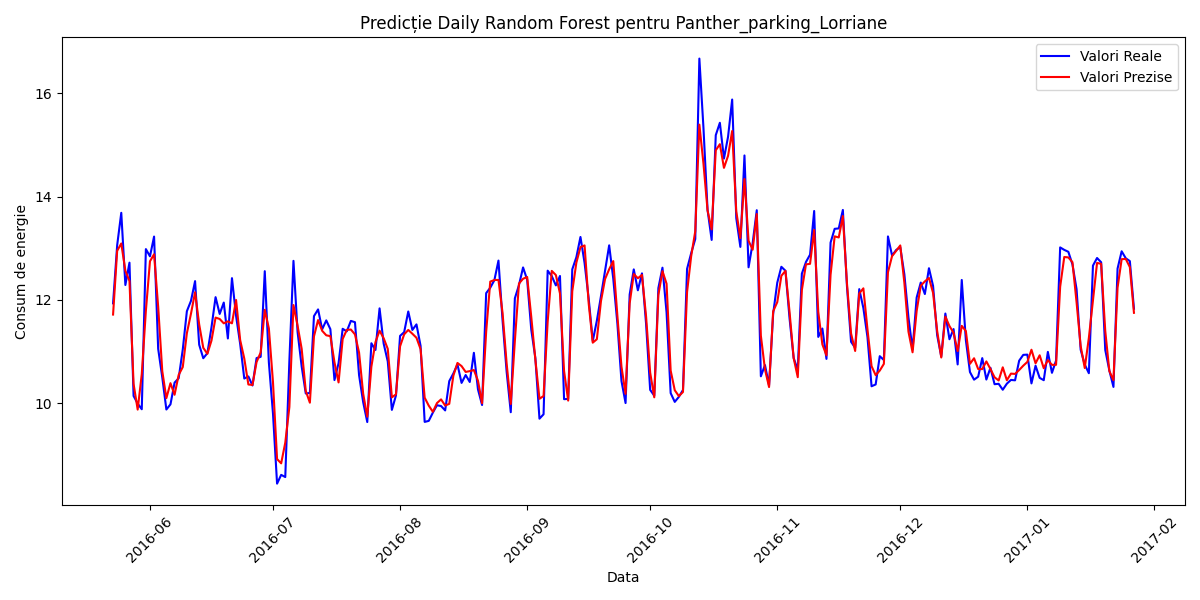 Predicție Daily Random Forest pentru Panther_parking_Lorriane
Valori Reale
Valori Prezise
Consum de energie
16
14
12
10
2016-06
2016-07
2016-08
2016-09
2016-10
2016-11
2016-12
2017-01
2017-02
Data